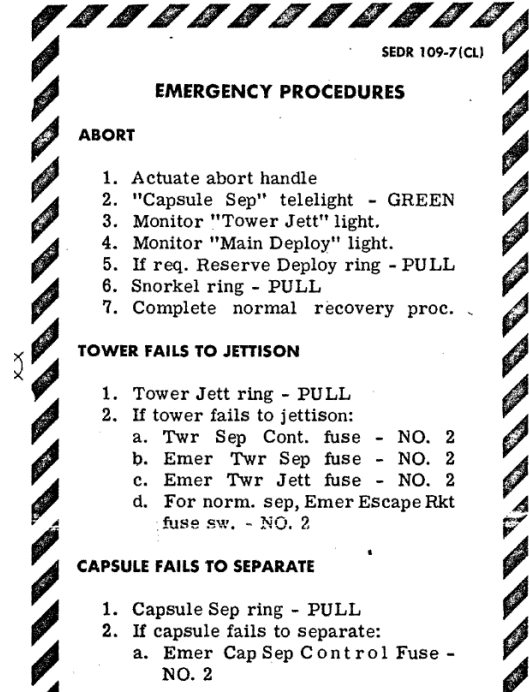 SEDR 109-7(CL)
EMERGENCY PROCEDURES
ABORT
1. Actuate abort handle
2. "Capsule Sep" telelight - GREEN
3. Monitor "Tower Jett" light.
4. Monitor "Main Deploy" light.
5. If req. Reserve Deploy ring - PULL
6. Snorkel ring - PULL
7. Complete normal recovery proc.
TOWER FAILS TO JETTISON
1. Tower Jett ring - PULL
2. If tower fails to jettison:
a. Twr Sep Cont. fuse - NO. 2
b. Emer Twr Sep fuse - NO. 2
c. Emer Twr Jett fuse - NO. 2
d. For norm. sep, Emer Escape Rkt
fuse sw. - NO. 2
CAPSULE FAILS TO SEPARATE
1. Capsule Sep ring - PULL
2. If capsule fails to separate:
a. Emer Cap Sep Control Fuse -
NO. 2